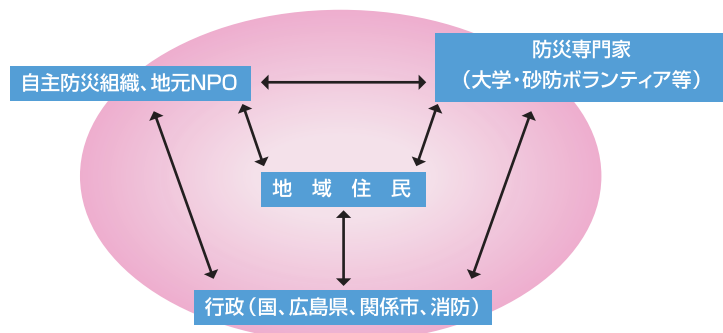 防災専門家
（大学・砂防ボランティア等）
自主防災組織、地元NPO
地　域　住　民
行政（国、広島県、関係市、消防）